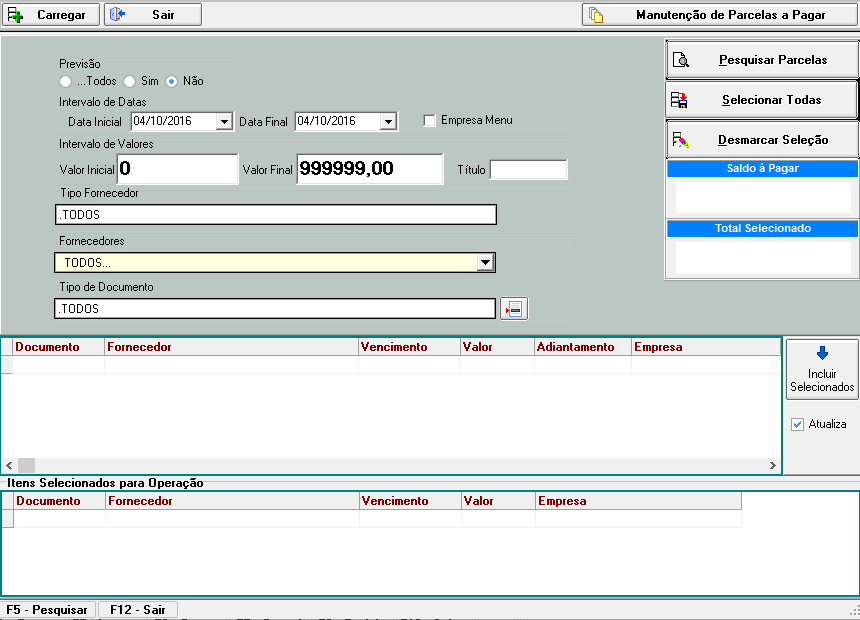 Carregar Sair Manutenção de Parcelas a Pagar
Previsão
...Todos Sim Não
Intervalo de Datas
Data Inicial 04/10/2016 Data Final 04/10/2016 Empresa Menu
Intervalo de Valores
Valor Inicial 0 Valor Final 999999,00 Título
Tipo Fornecedor
.TODOS
Fornecedores
TODOS...
Tipo de Documento
.TODOS
Pesquisar Parcelas
Selecionar Todas
Desmarcar Seleção
Saldo à Pagar
Total Selecionado
Documento Fornecedor Vencimento Valor Adiantamento Empresa
Incluir
Selecionados
Atualiza
Itens Selecionados para Operação
Documento Fornecedor Vencimento Valor Empresa
F5 - Pesquisar F12 - Sair